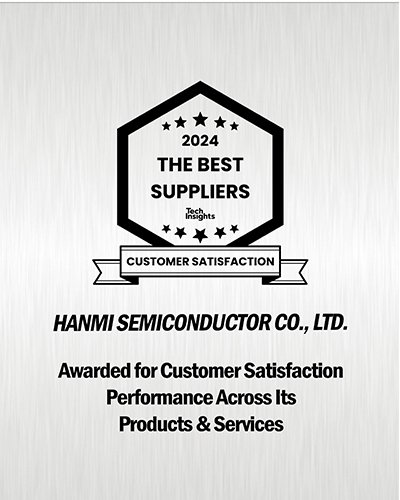 2024
THE BEST
SUPPLIERS
Tech
Insights
CUSTOMER SATISFACTION
HANMI SEMICONDUCTOR CO., LTD.
Awarded for Customer Satisfaction
Performance Across Its
Products & Services